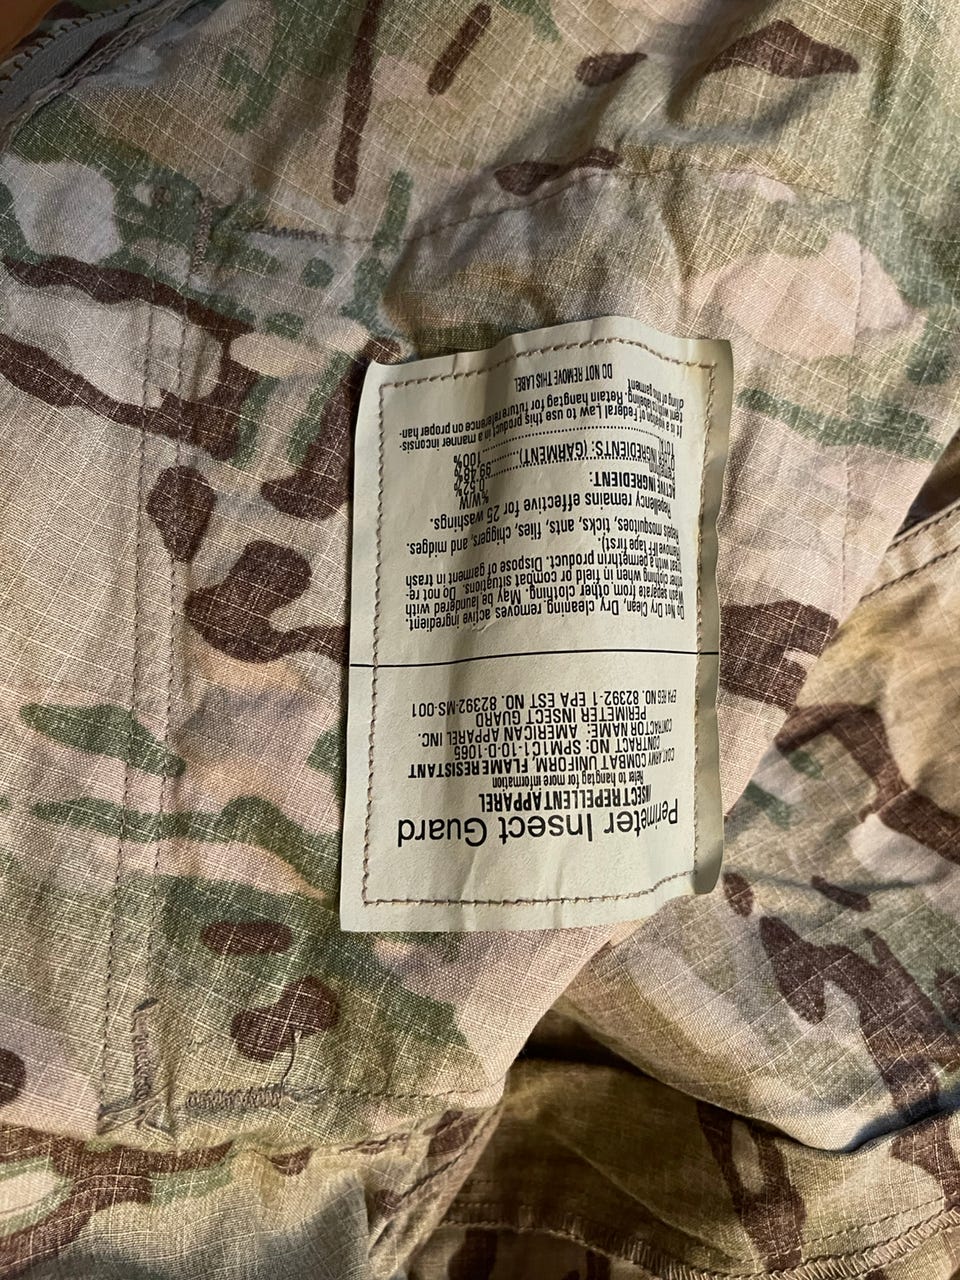 Perimeter Insect Guard
INSECT REPELLENT APPAREL
Refer to hangtag for more information
COAT ARMY COMBAT UNIFORM, FLAME RESISTANT
CONTRACT NO: SPM1C1-10-D-1065
CONTRACTOR NAME: AMERICAN APPAREL INC.
PERIMETER INSECT GUARD
EPA REG NO. 82392-1 EPA EST NO. 82392-MS-001
Do Not Dry Clean, Dry cleaning removes active ingredient.
Wash separate from other clothing. May be laundered with
other clothing when in field or combat situations. Do not re-
treat with a permethrin product. Dispose of garment in trash
(remove IFF tape first).
Repels mosquitoes, ticks, ants, flies, chiggers, and midges.
Repellency remains effective for 25 washings.
ACTIVE INGREDIENT: %w/w
Permethrin 0.52%
OTHER INGREDIENTS: (GARMENT)........99.48%
TOTAL........................100%
It is a violation of Federal Law to use this product in a manner inconsis-
tent with its labeling. Retain hangtag for future reference on proper han-
dling of this garment
DO NOT REMOVE THIS LABEL